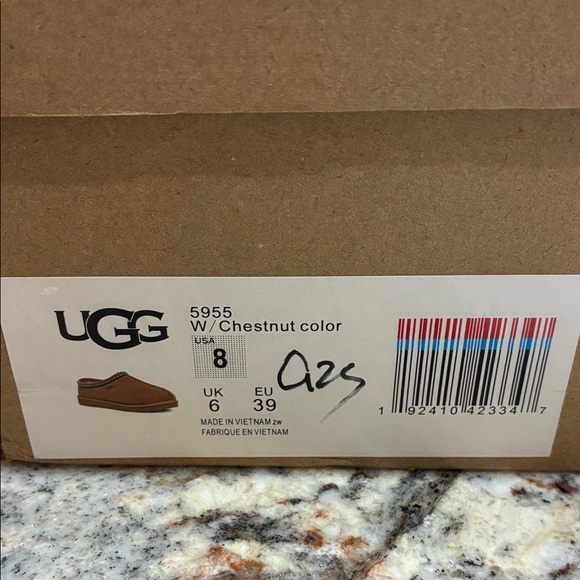 UGG
5955
W/Chestnut color
USA
8
UK EU
6 39
MADE IN VIETNAM zw
FABRIQUE EN VIETNAM
1 92410 42334 7